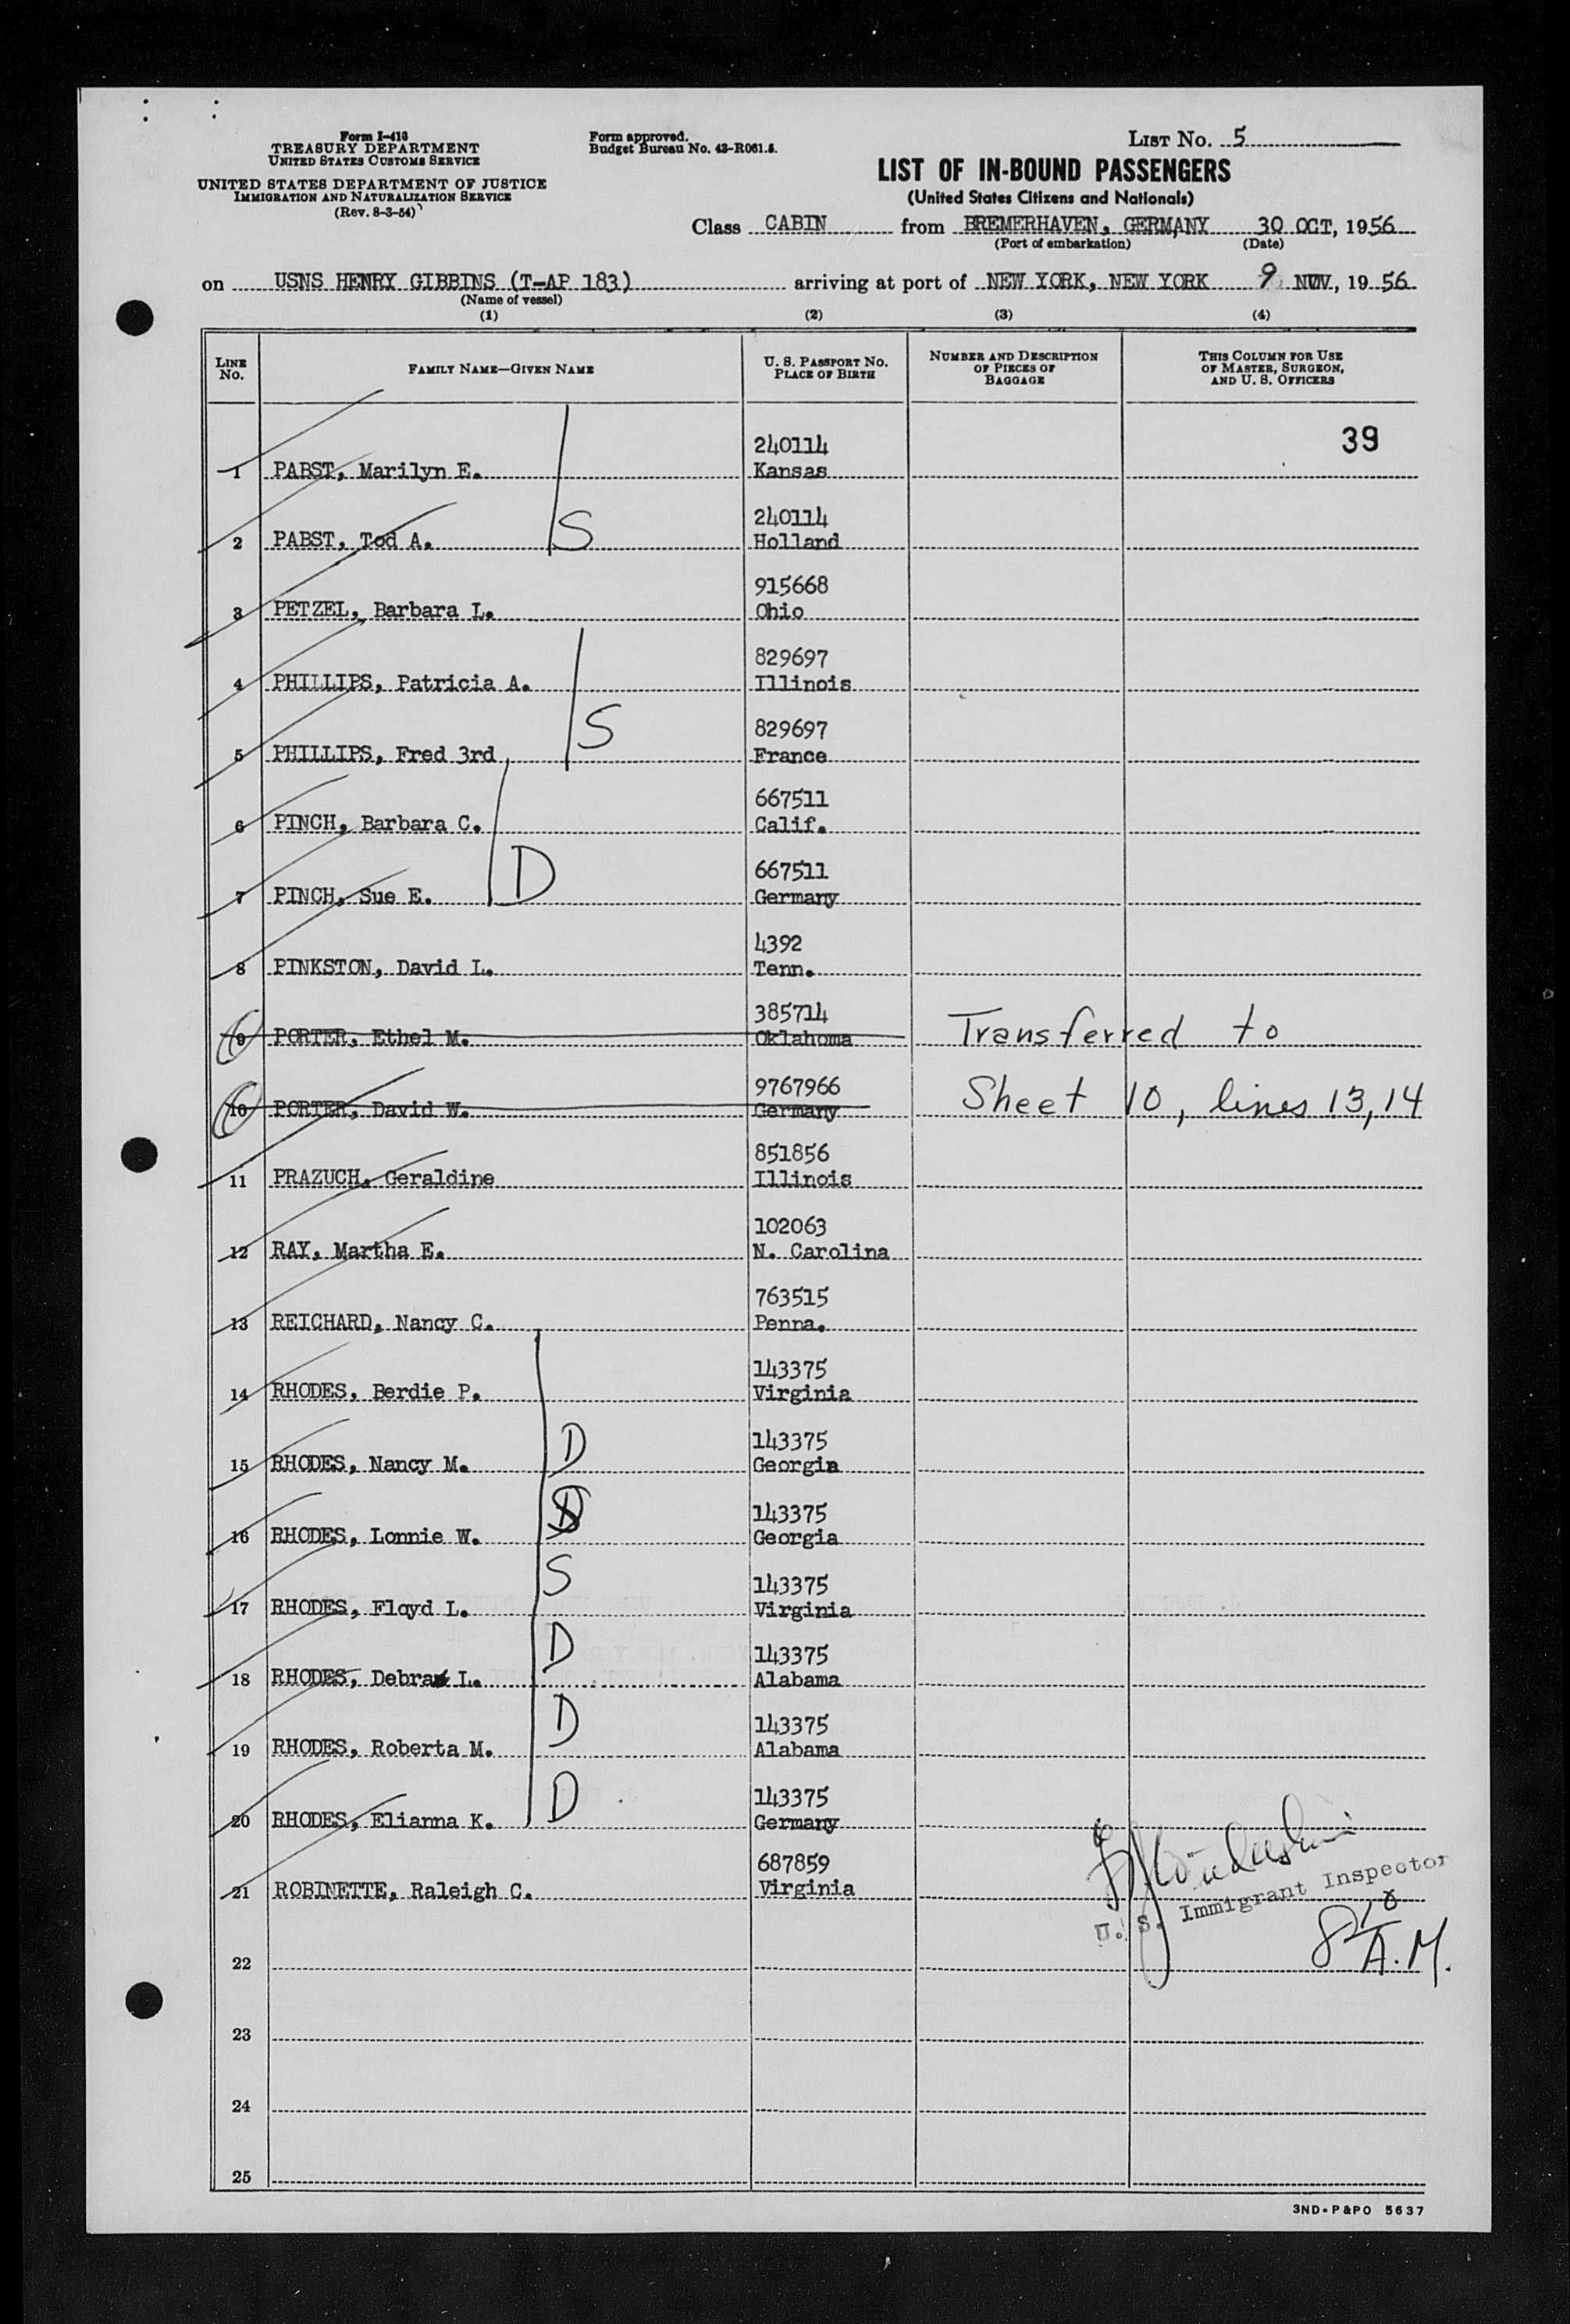 Form I-416
TREASURY DEPARTMENT
UNITED STATES CUSTOMS SERVICE
UNITED STATES DEPARTMENT OF JUSTICE
IMMIGRATION AND NATURALIZATION SERVICE
(Rev. 8-3-54)
Form approved.
Budget Bureau No. 43-R061.5.
LIST No. 5
LIST OF IN-BOUND PASSENGERS
(United States Citizens and Nationals)
Class CABIN from BREMERHAVEN, GERMANY 30 OCT, 1956
(Port of embarkation) (Date)
on USNS HENRY GIBBINS (T-AP 183) arriving at port of NEW YORK, NEW YORK 9 NOV., 1956
(Name of vessel)
(1) (2) (3) (4)
LINE No. FAMILY NAME—GIVEN NAME U. S. PASSPORT No. PLACE OF BIRTH NUMBER AND DESCRIPTION OF PIECES OF BAGGAGE THIS COLUMN FOR USE OF MASTER, SURGEON, AND U. S. OFFICERS
39
240114
1 PABST, Marilyn E. Kansas
240114
2 PABST, Tod A. S Holland
915668
3 PETZEL, Barbara L. Ohio
829697
4 PHILLIPS, Patricia A. Illinois
829697
5 PHILLIPS, Fred 3rd S France
667511
6 PINCH, Barbara C. Calif.
667511
7 PINCH, Sue E. D Germany
4392
8 PINKSTON, David L. Tenn.
385714
9 PORTER, Ethel M. Oklahoma Transferred to
9767966
10 PORTER, David W. Germany Sheet 10, lines 13, 14
851856
11 PRAZUCH, Geraldine Illinois
102063
12 RAY, Martha E. N. Carolina
763515
13 REICHARD, Nancy C. Penna.
143375
14 RHODES, Berdie P. Virginia
143375
15 RHODES, Nancy M. D Georgia
143375
16 RHODES, Lonnie W. Georgia
143375
17 RHODES, Floyd L. S Virginia
143375
18 RHODES, Debra L. D Alabama
143375
19 RHODES, Roberta M. D Alabama
143375
20 RHODES, Elianna K. D Germany
687859
21 ROBINETTE, Raleigh C. Virginia
U. S. Immigrant Inspector
22
A.M.
23
24
25
3ND-P&PO 5637